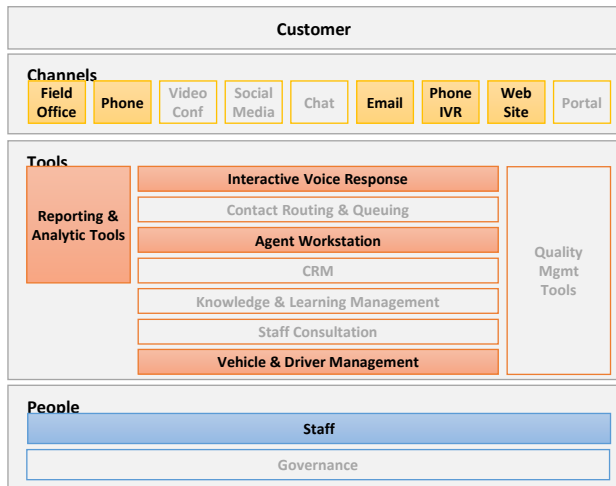 Customer
Channels
Field
Office
Phone
Video
Conf
Social
Media
Chat
Email
Phone
IVR
Web
Site
Portal
Tools
Reporting &
Analytic Tools
Interactive Voice Response
Contact Routing & Queuing
Agent Workstation
CRM
Knowledge & Learning Management
Staff Consultation
Vehicle & Driver Management
Quality
Mgmt
Tools
People
Staff
Governance